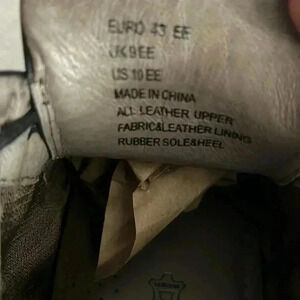 EURO 43 EE
UK 9 EE
US 10 EE
MADE IN CHINA
ALL LEATHER UPPER
FABRIC&LEATHER LINING
RUBBER SOLE&HEEL